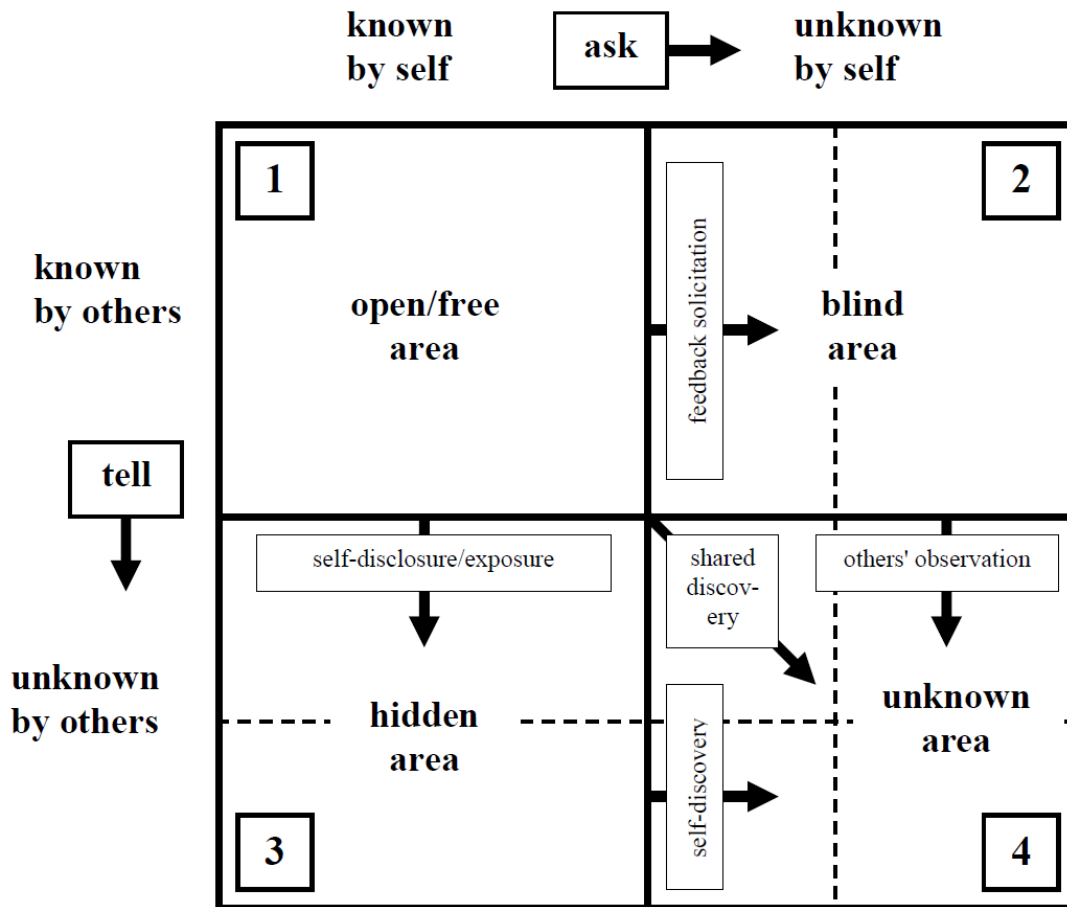 known
by self
ask
unknown
by self
1
2
known
by others
open/free
area
feedback solicitation
blind
area
tell
self-disclosure/exposure
shared
discov-
ery
others' observation
unknown
by others
hidden
area
self-discovery
unknown
area
3
4